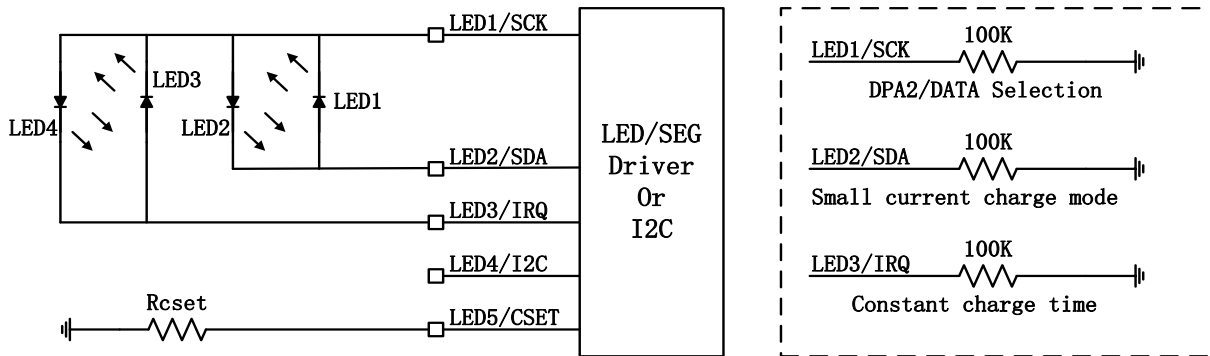 LED1/SCK
LED3
LED4
LED2
LED1
LED2/SDA
LED3/IRQ
LED4/I2C
Rcset
LED5/CSET
LED/SEG
Driver
Or
I2C
LED1/SCK 100K
DPA2/DATA Selection
LED2/SDA 100K
Small current charge mode
LED3/IRQ 100K
Constant charge time